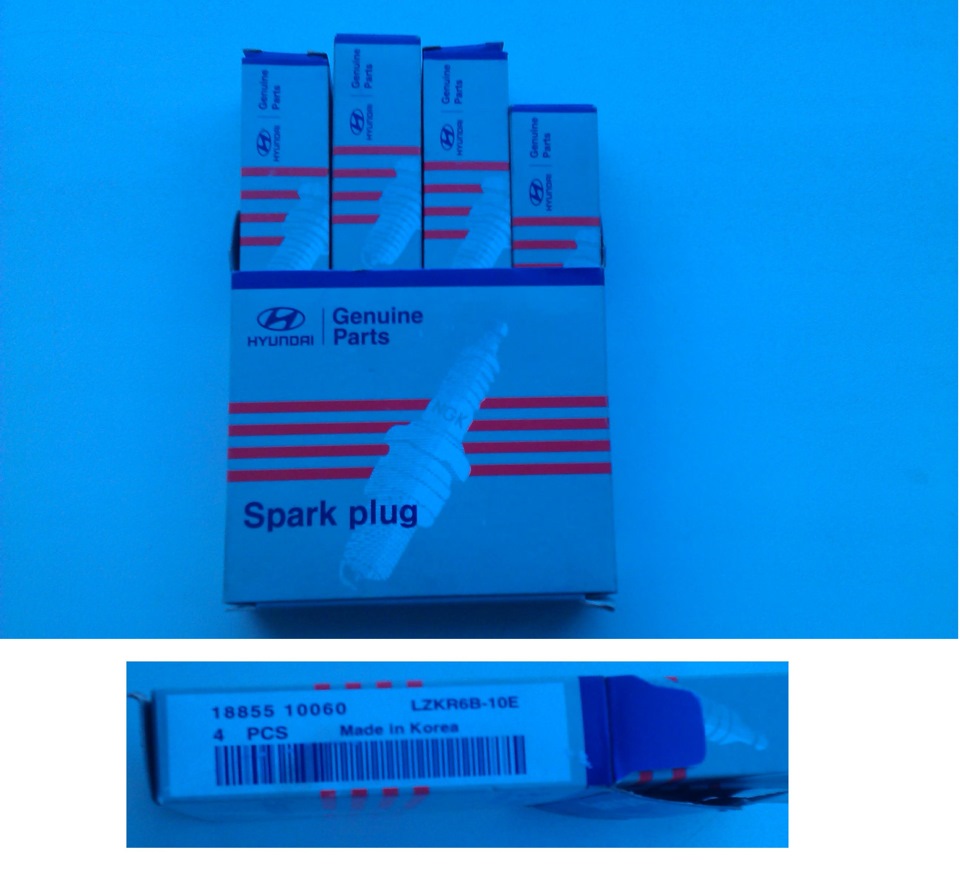 Genuine
Parts
HYUNDAI
Genuine
Parts
HYUNDAI
Genuine
Parts
HYUNDAI
Genuine
Parts
HYUNDAI
HYUNDAI
Genuine
Parts
NGK
Spark plug
18855 10060 LZKR6B-10E
4 PCS Made in Korea